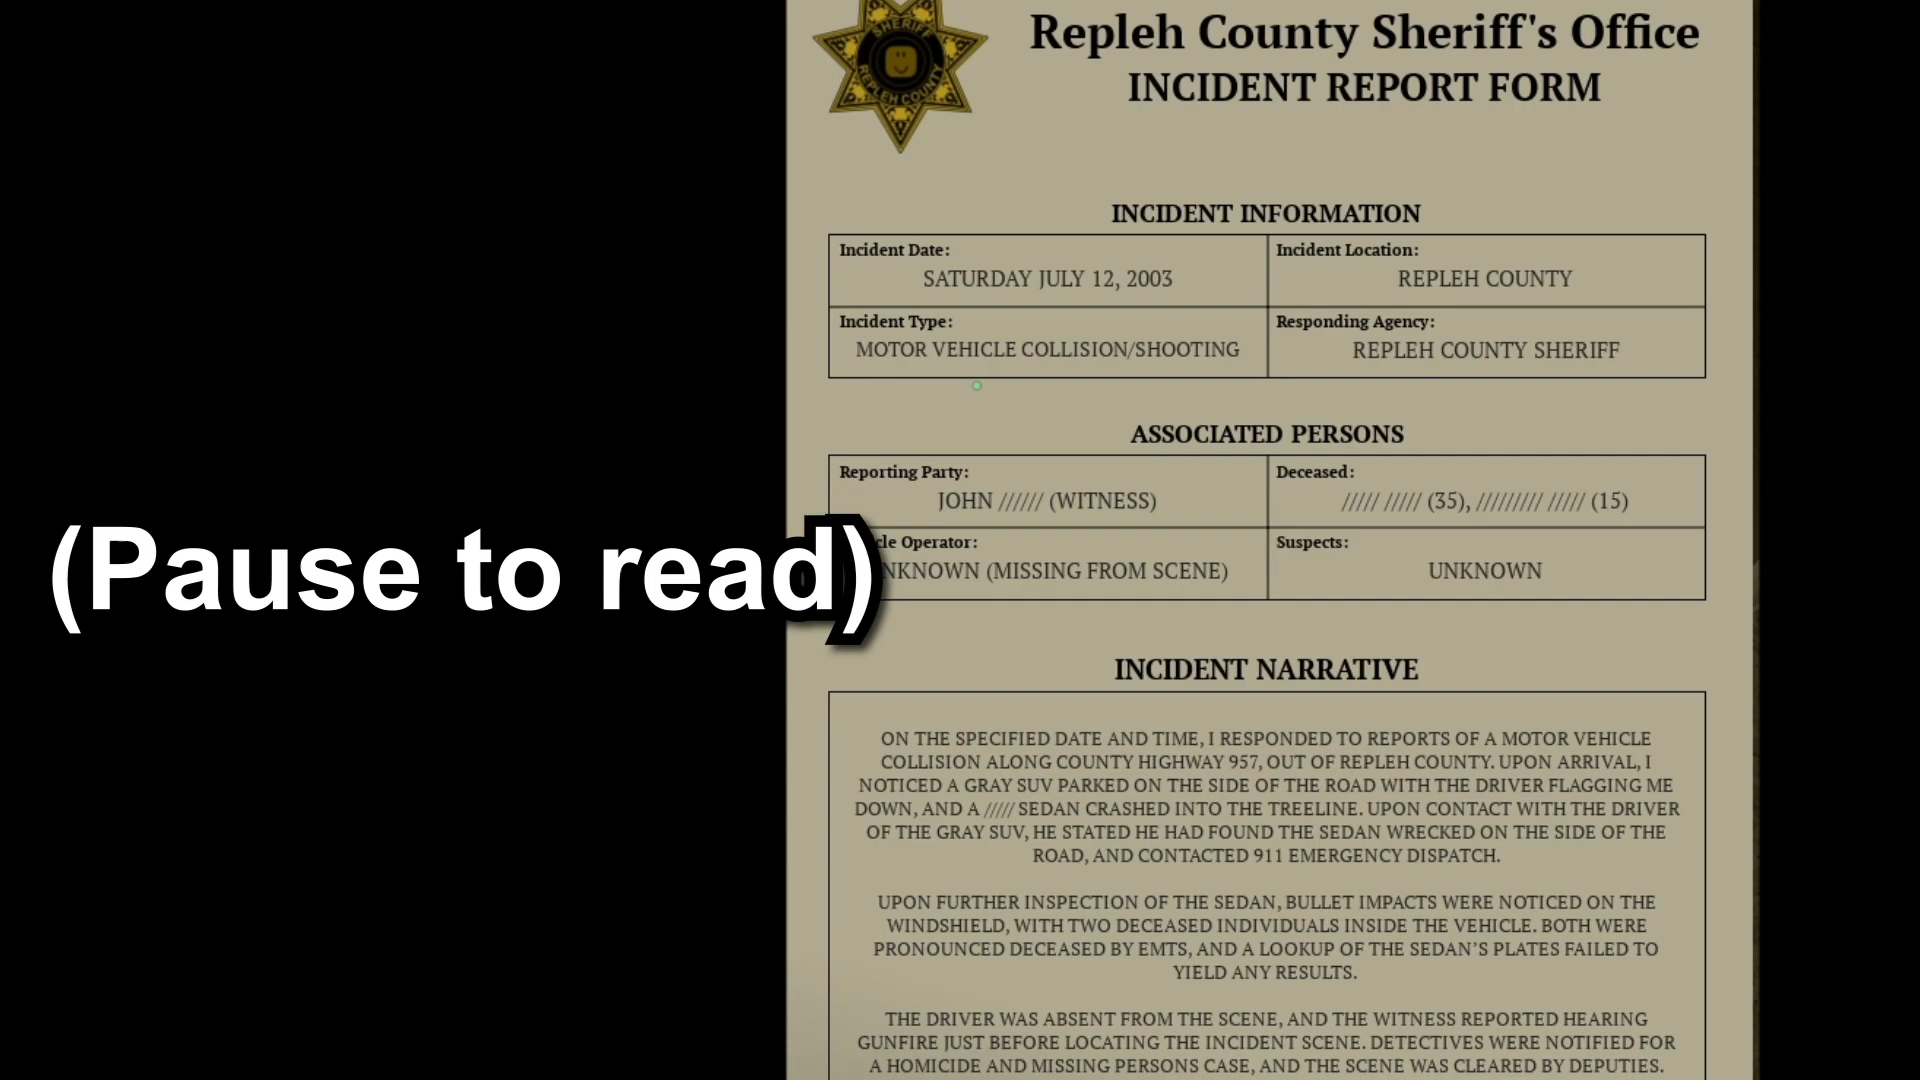 SHERIFF
REPLEH COUNTY
Repleh County Sheriff's Office
INCIDENT REPORT FORM
INCIDENT INFORMATION
Incident Date:
SATURDAY JULY 12, 2003
Incident Location:
REPLEH COUNTY
Incident Type:
MOTOR VEHICLE COLLISION/SHOOTING
Responding Agency:
REPLEH COUNTY SHERIFF
ASSOCIATED PERSONS
Reporting Party:
JOHN ////// (WITNESS)
Deceased:
///// ///// (35), ///////// ///// (15)
cle Operator:
NKNOWN (MISSING FROM SCENE)
Suspects:
UNKNOWN
(Pause to read)
INCIDENT NARRATIVE
ON THE SPECIFIED DATE AND TIME, I RESPONDED TO REPORTS OF A MOTOR VEHICLE
COLLISION ALONG COUNTY HIGHWAY 957, OUT OF REPLEH COUNTY. UPON ARRIVAL, I
NOTICED A GRAY SUV PARKED ON THE SIDE OF THE ROAD WITH THE DRIVER FLAGGING ME
DOWN, AND A ///// SEDAN CRASHED INTO THE TREELINE. UPON CONTACT WITH THE DRIVER
OF THE GRAY SUV, HE STATED HE HAD FOUND THE SEDAN WRECKED ON THE SIDE OF THE
ROAD, AND CONTACTED 911 EMERGENCY DISPATCH.
UPON FURTHER INSPECTION OF THE SEDAN, BULLET IMPACTS WERE NOTICED ON THE
WINDSHIELD, WITH TWO DECEASED INDIVIDUALS INSIDE THE VEHICLE. BOTH WERE
PRONOUNCED DECEASED BY EMTS, AND A LOOKUP OF THE SEDAN'S PLATES FAILED TO
YIELD ANY RESULTS.
THE DRIVER WAS ABSENT FROM THE SCENE, AND THE WITNESS REPORTED HEARING
GUNFIRE JUST BEFORE LOCATING THE INCIDENT SCENE. DETECTIVES WERE NOTIFIED FOR
A HOMICIDE AND MISSING PERSONS CASE, AND THE SCENE WAS CLEARED BY DEPUTIES.